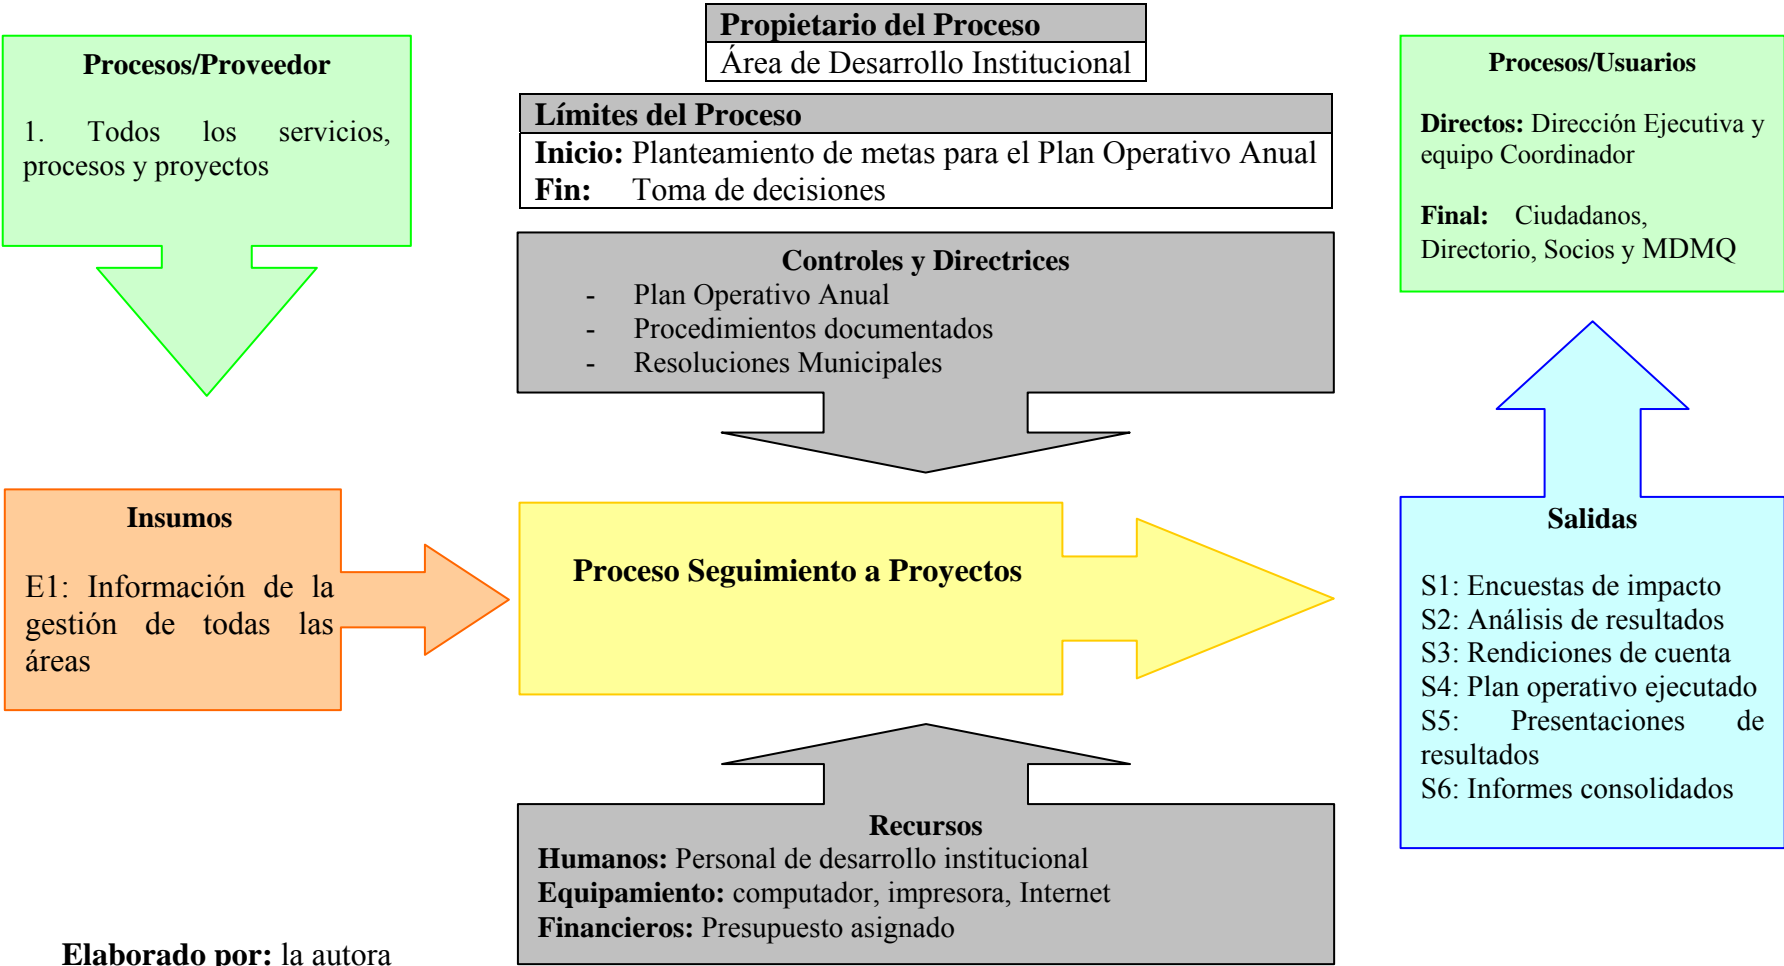 Propietario del Proceso
Área de Desarrollo Institucional
Procesos/Proveedor
1. Todos los servicios,
procesos y proyectos
Límites del Proceso
Inicio: Planteamiento de metas para el Plan Operativo Anual
Fin: Toma de decisiones
Procesos/Usuarios
Directos: Dirección Ejecutiva y
equipo Coordinador
Final: Ciudadanos,
Directorio, Socios y MDMQ
Controles y Directrices
- Plan Operativo Anual
- Procedimientos documentados
- Resoluciones Municipales
Insumos
E1: Información de la
gestión de todas las
áreas
Proceso Seguimiento a Proyectos
Salidas
S1: Encuestas de impacto
S2: Análisis de resultados
S3: Rendiciones de cuenta
S4: Plan operativo ejecutado
S5: Presentaciones de
resultados
S6: Informes consolidados
Recursos
Humanos: Personal de desarrollo institucional
Equipamiento: computador, impresora, Internet
Financieros: Presupuesto asignado
Elaborado por: la autora